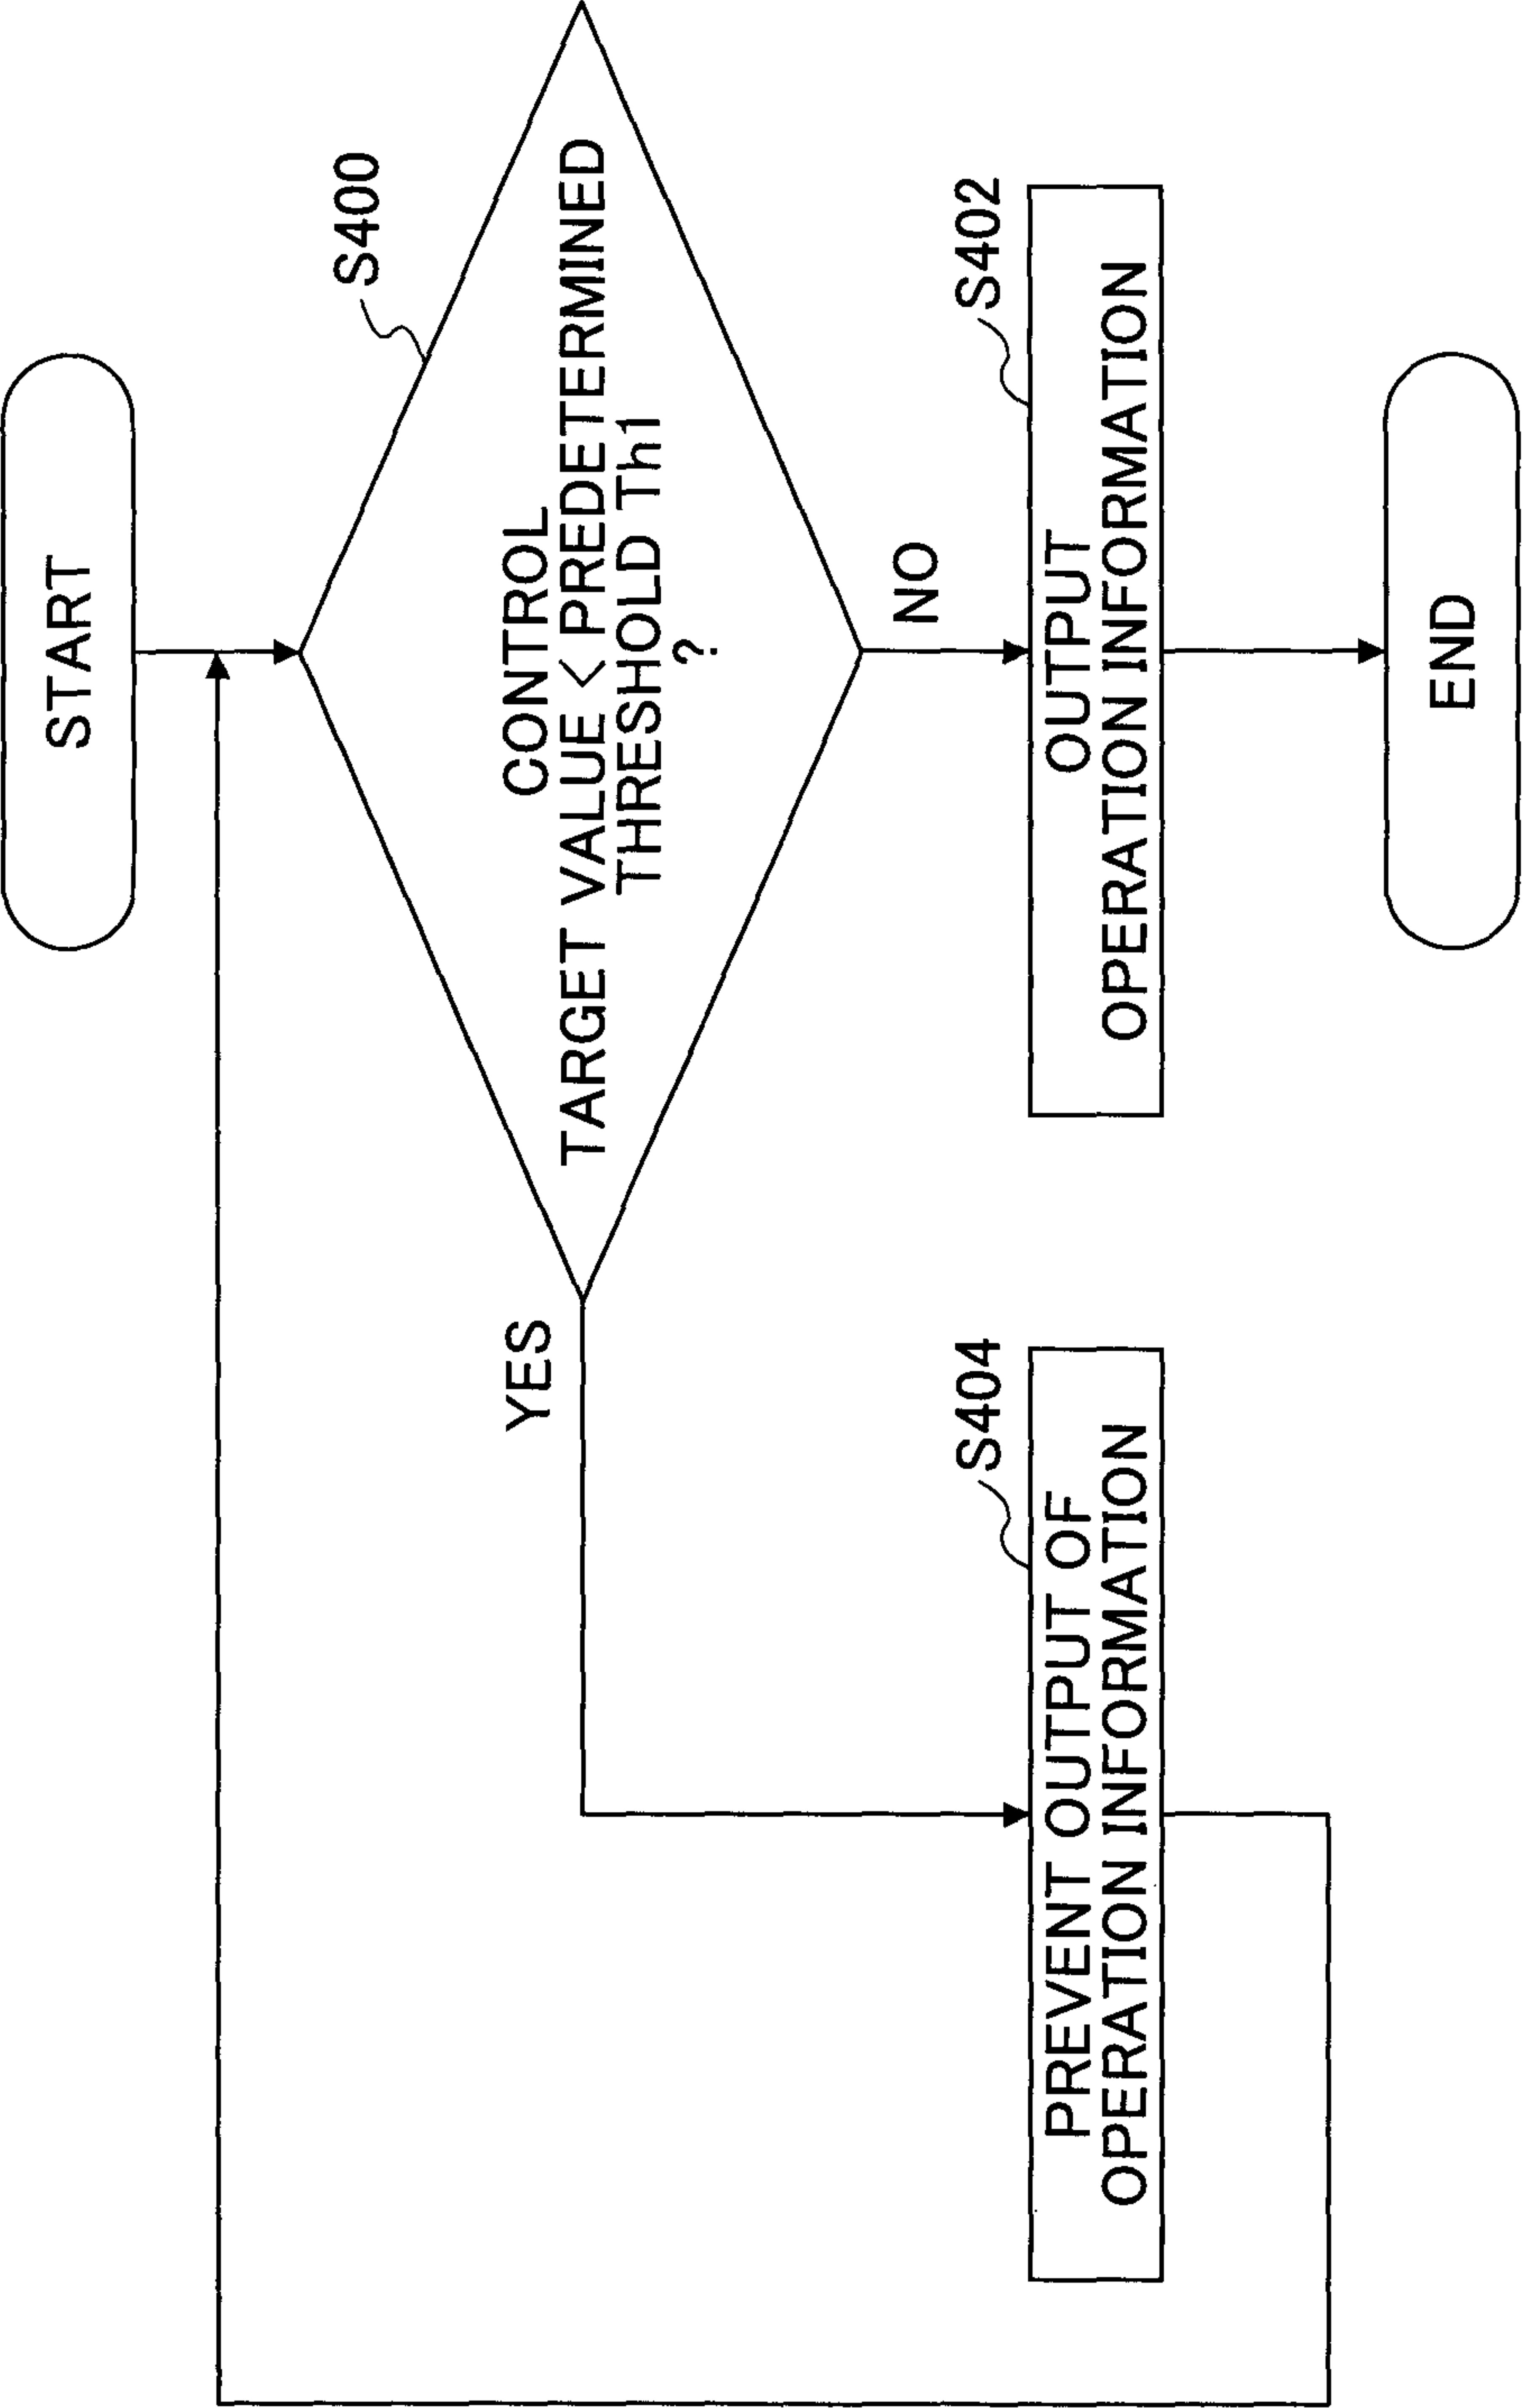 START
S400
CONTROL
TARGET VALUE < PREDETERMINED
THRESHOLD Th1
?
YES
NO
S404
PREVENT OUTPUT OF
OPERATION INFORMATION
S402
OUTPUT
OPERATION INFORMATION
END